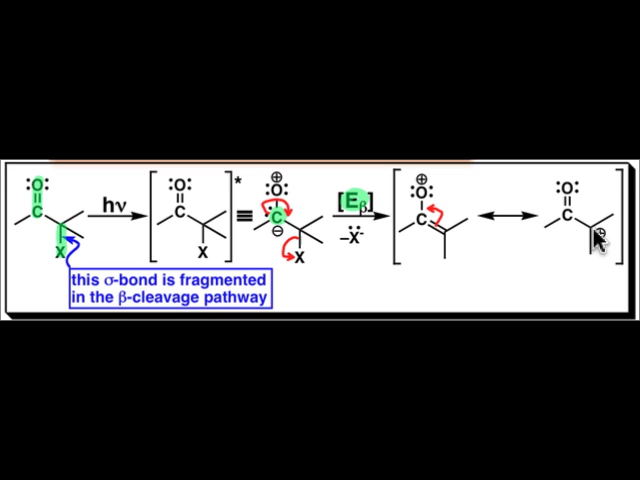 :O: hν :O: * ≡ ⊕ :O: [Eβ] ⊕ :O: :O:
C C C ⊖ –Ẍ⁻ C C ⊕
X X X
this σ-bond is fragmented
in the β-cleavage pathway